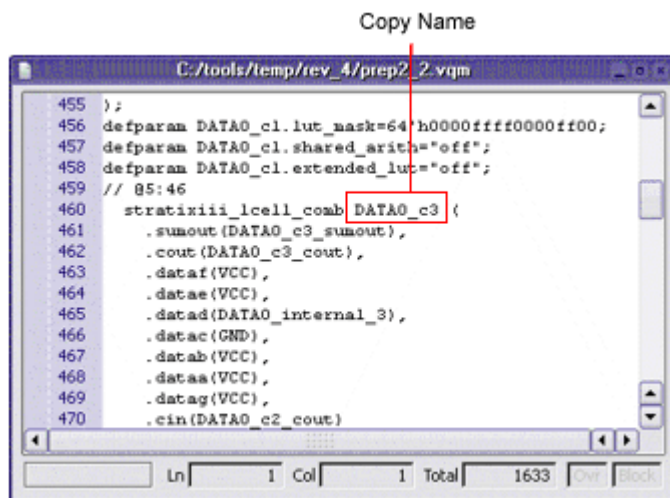 Copy Name
C:/tools/temp/rev_4/prep2_2.vqm
455 );
456 defparam DATA0_c1.lut_mask=64'h0000ffff0000ff00;
457 defparam DATA0_c1.shared_arith="off";
458 defparam DATA0_c1.extended_lut="off";
459 // @5:46
460 stratixiii_lcell_comb DATA0_c3 (
461 .sumout(DATA0_c3_sumout),
462 .cout(DATA0_c3_cout),
463 .dataf(VCC),
464 .datae(VCC),
465 .datad(DATA0_internal_3),
466 .datac(GND),
467 .datab(VCC),
468 .dataa(VCC),
469 .datag(VCC),
470 .cin(DATA0_c2_cout)
Ln 1 Col 1 Total 1633 Ovr Block